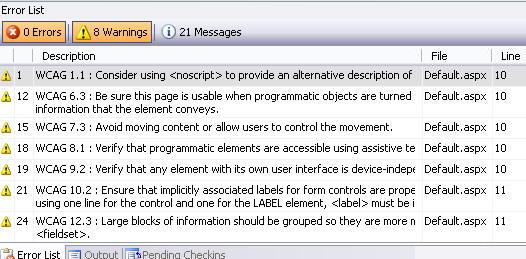 Error List
0 Errors 8 Warnings 21 Messages
Description File Line
1 WCAG 1.1 : Consider using <noscript> to provide an alternative description of Default.aspx 10
12 WCAG 6.3 : Be sure this page is usable when programmatic objects are turned Default.aspx 10
information that the element conveys.
15 WCAG 7.3 : Avoid moving content or allow users to control the movement. Default.aspx 10
18 WCAG 8.1 : Verify that programmatic elements are accessible using assistive te Default.aspx 10
19 WCAG 9.2 : Verify that any element with its own user interface is device-indepe Default.aspx 10
21 WCAG 10.2 : Ensure that implicitly associated labels for form controls are prope Default.aspx 11
using one line for the control and one for the LABEL element, <label> must be i
24 WCAG 12.3 : Large blocks of information should be grouped so they are more m Default.aspx 11
<fieldset>.
Error List Output Pending Checkins